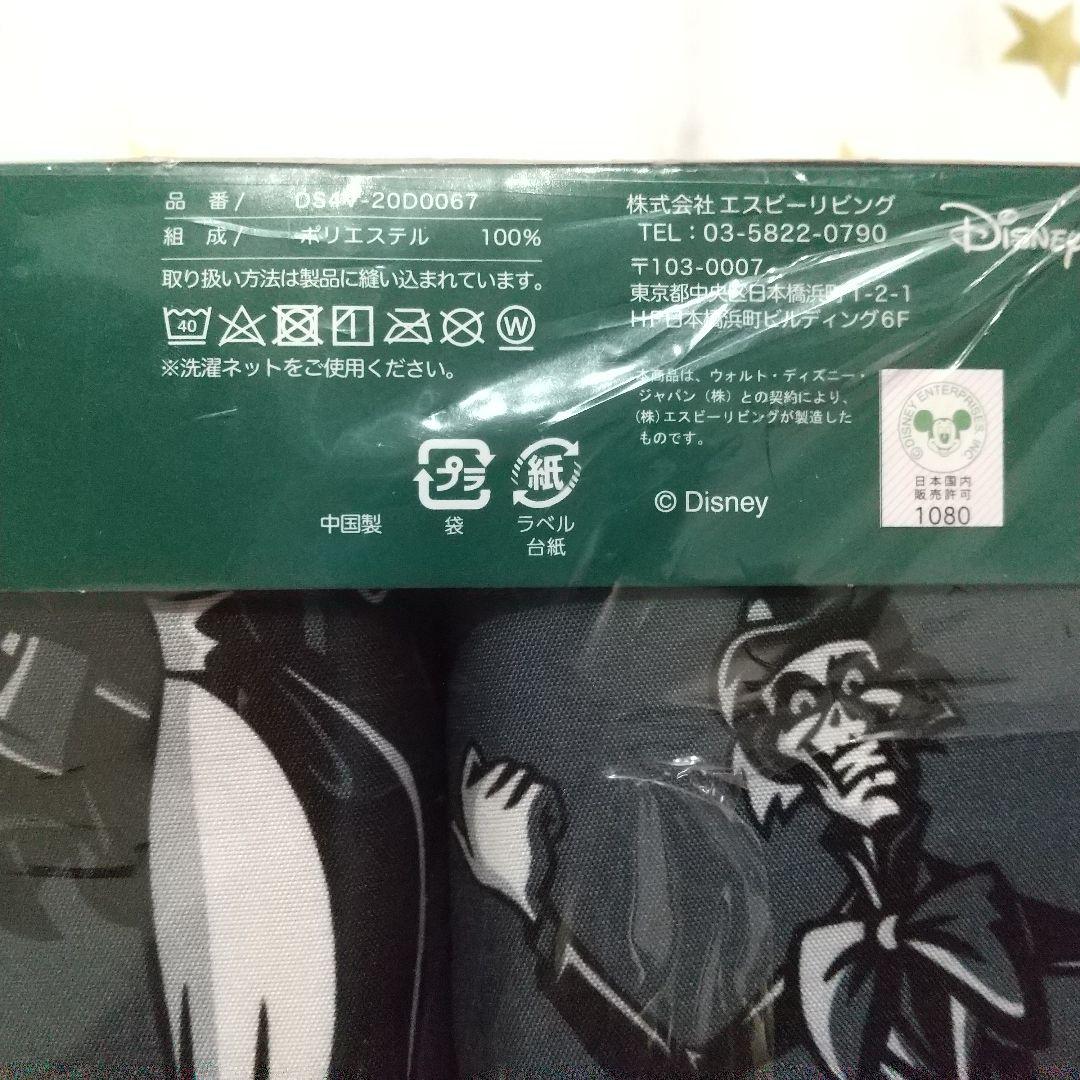 品 番/ DS4V-20D0067
組 成/ ポリエステル 100%
取り扱い方法は製品に縫い込まれています。
40
W
※洗濯ネットをご使用ください。
中国製
プラ
袋
紙
ラベル
台紙
株式会社エスビーリビング
TEL：03-5822-0790
〒103-0007
東京都中央区日本橋浜町1-2-1
HF日本橋浜町ビルディング6F
本商品は、ウォルト・ディズニー・
ジャパン（株）との契約により、
（株）エスビーリビングが製造した
ものです。
© Disney
Disney
© DISNEY ENTERPRISES, INC
日本国内
販売許可
1080